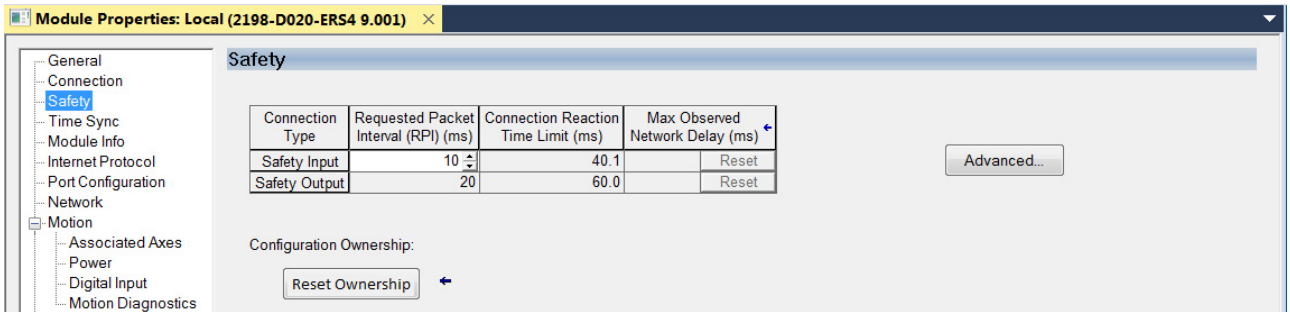 Module Properties: Local (2198-D020-ERS4 9.001)
General
Connection
Safety
Time Sync
Module Info
Internet Protocol
Port Configuration
Network
Motion
Associated Axes
Power
Digital Input
Motion Diagnostics
Safety
Connection Type Requested Packet Interval (RPI) (ms) Connection Reaction Time Limit (ms) Max Observed Network Delay (ms)
Safety Input 10 40.1 Reset
Safety Output 20 60.0 Reset
Advanced...
Configuration Ownership:
Reset Ownership